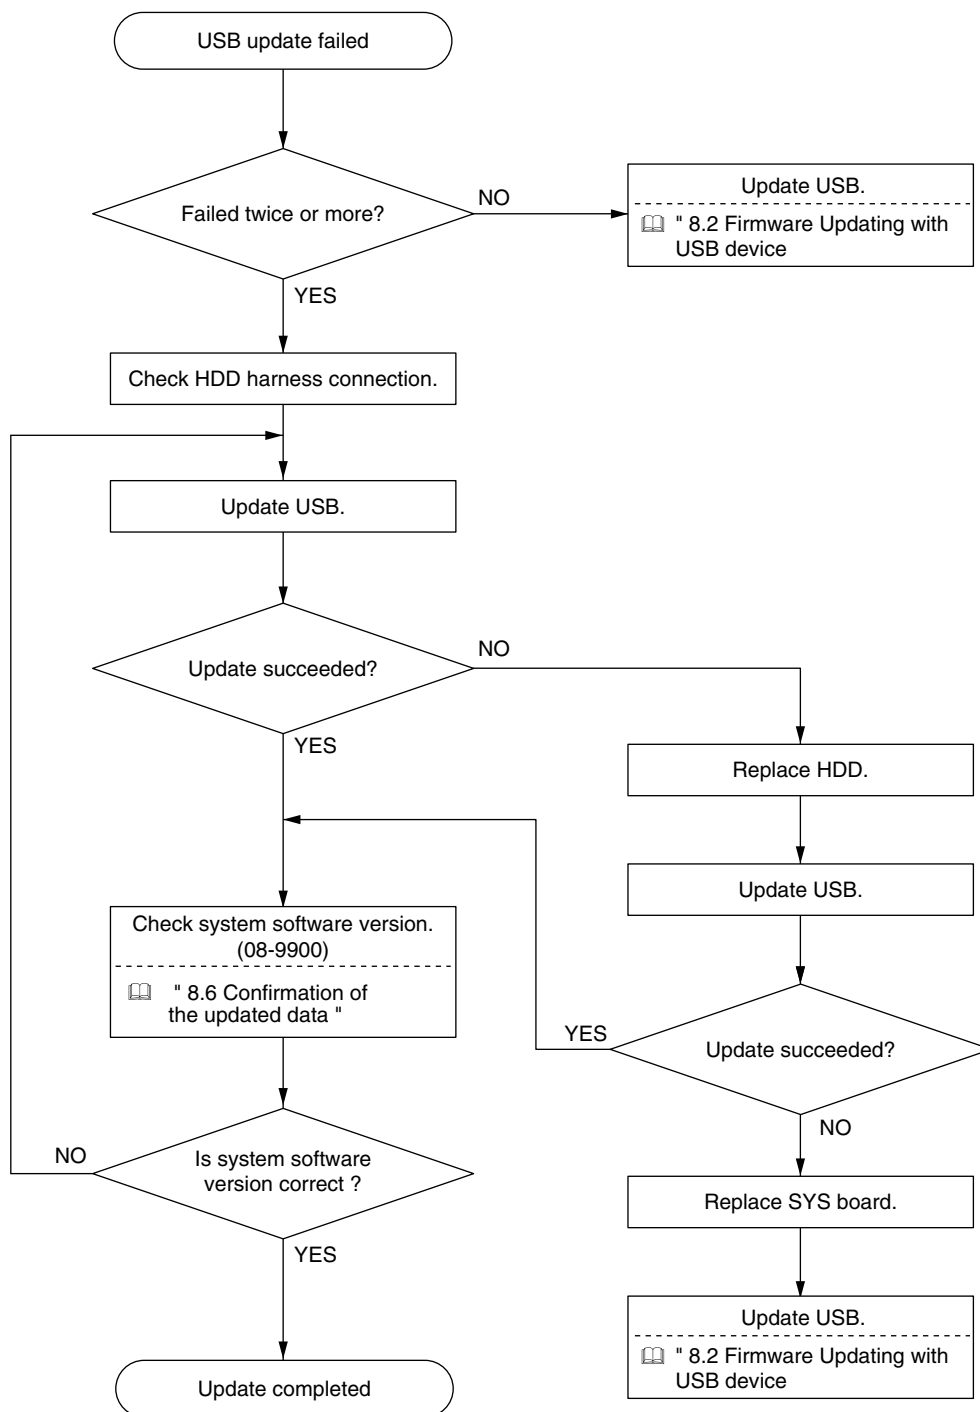 USB update failed
Failed twice or more?
NO
Update USB.
" 8.2 Firmware Updating with
USB device
YES
Check HDD harness connection.
Update USB.
Update succeeded?
NO
YES
Replace HDD.
Update USB.
Check system software version.
(08-9900)
" 8.6 Confirmation of
the updated data "
YES
Update succeeded?
NO
NO
Is system software
version correct ?
Replace SYS board.
YES
Update USB.
" 8.2 Firmware Updating with
USB device
Update completed